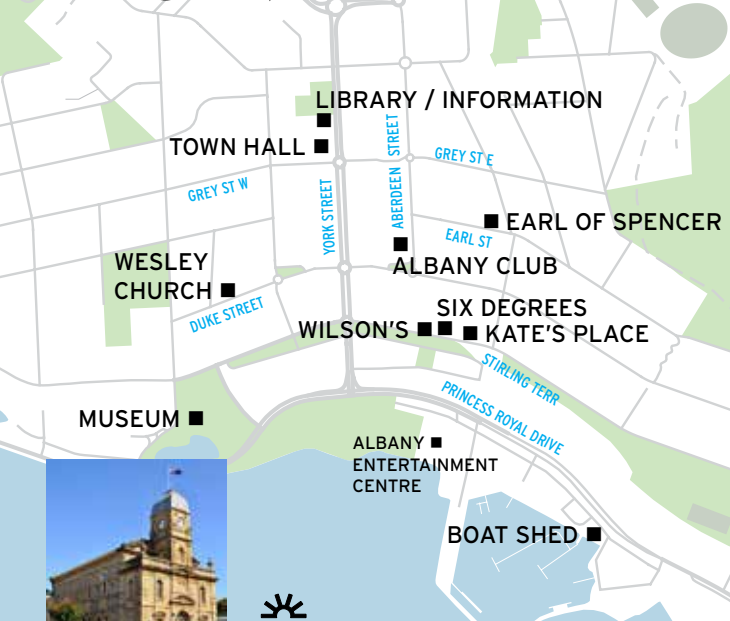 LIBRARY / INFORMATION
TOWN HALL
ABERDEEN STREET
GREY ST E
GREY ST W
YORK STREET
EARL OF SPENCER
EARL ST
ALBANY CLUB
WESLEY
CHURCH
DUKE STREET
SIX DEGREES
WILSON'S
KATE'S PLACE
STIRLING TERR
PRINCESS ROYAL DRIVE
MUSEUM
ALBANY
ENTERTAINMENT
CENTRE
BOAT SHED